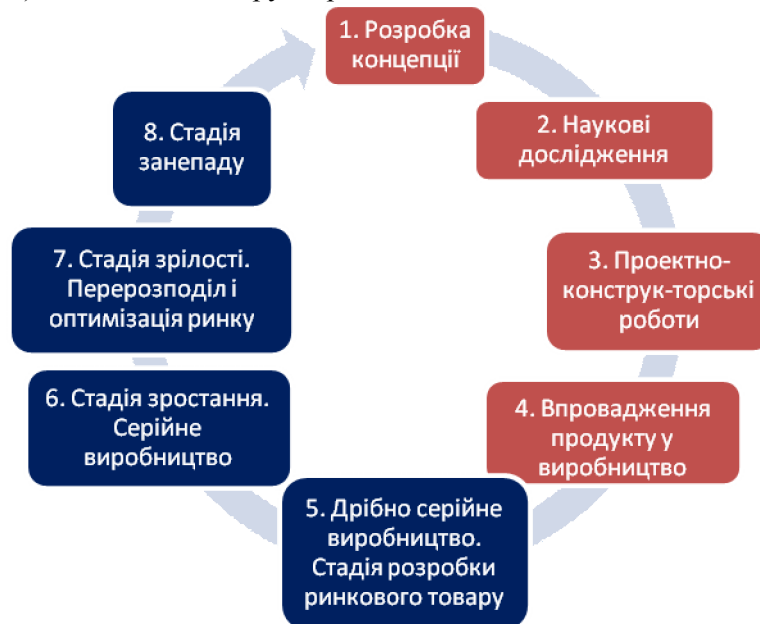 1. Розробка
концепції
2. Наукові
дослідження
3. Проектно-
конструк-торські
роботи
4. Впровадження
продукту у
виробництво
5. Дрібно серійне
виробництво.
Стадія розробки
ринкового товару
6. Стадія зростання.
Серійне
виробництво
7. Стадія зрілості.
Перерозподіл і
оптимізація ринку
8. Стадія
занепаду